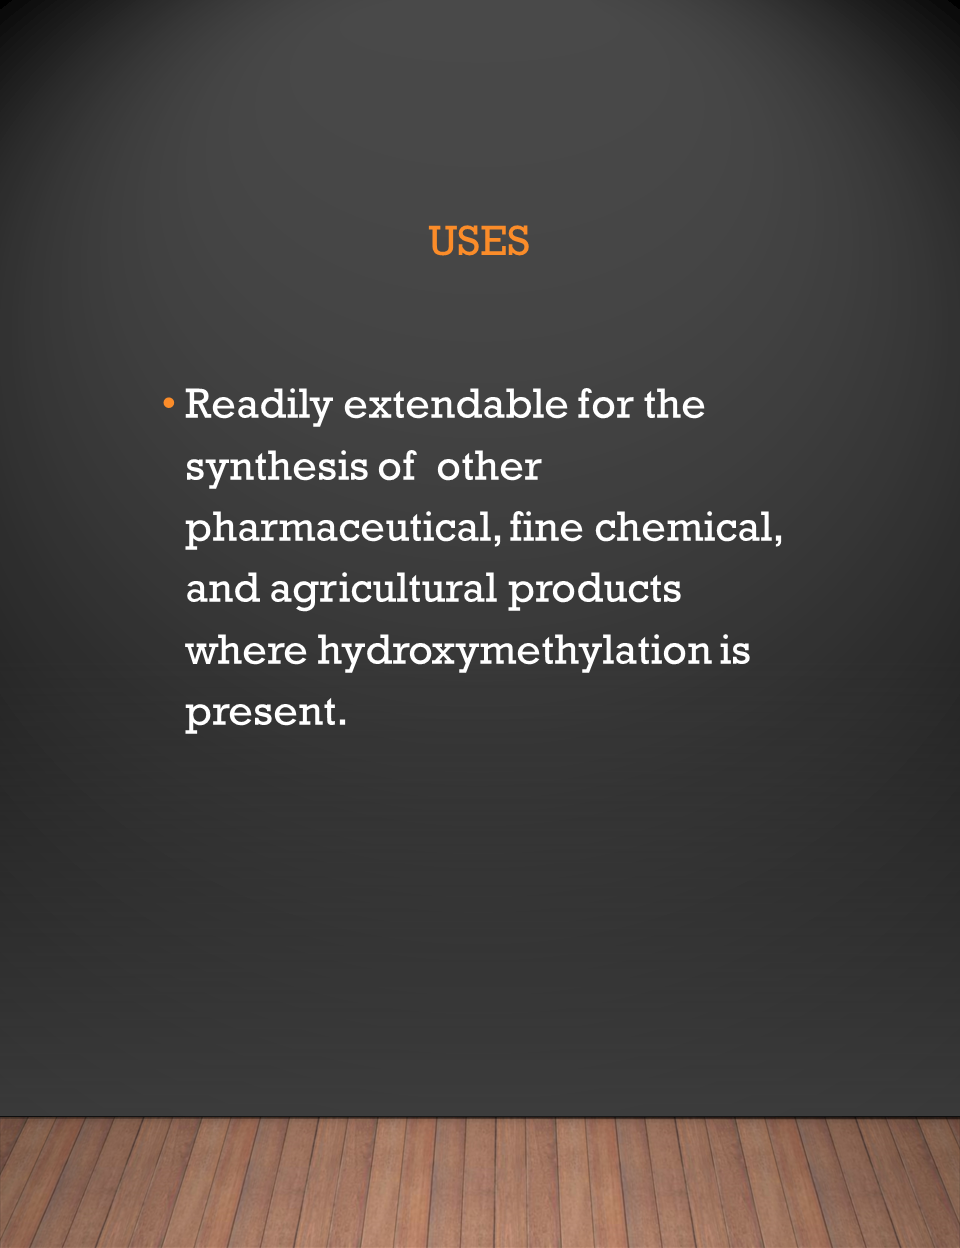 USES
• Readily extendable for the
synthesis of  other
pharmaceutical, fine chemical,
and agricultural products
where hydroxymethylation is
present.